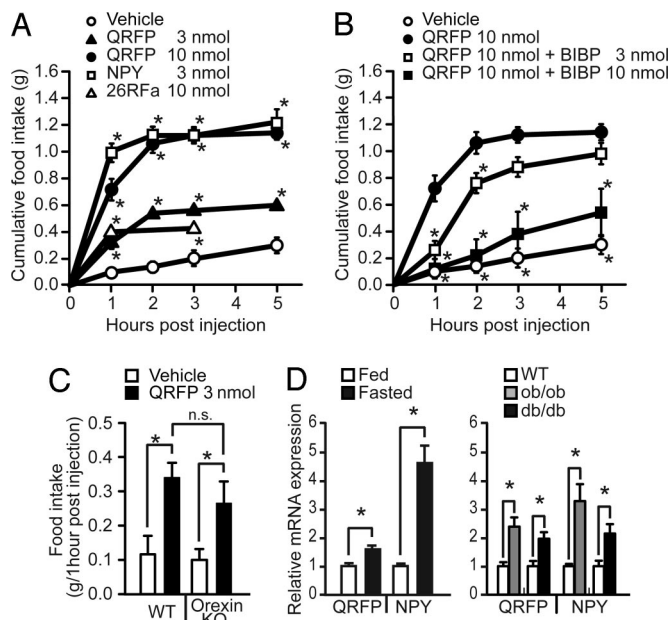 A
Vehicle
QRFP 3 nmol
QRFP 10 nmol
NPY 3 nmol
26RFa 10 nmol
Cumulative food intake (g)
1.6
1.4
1.2
1.0
0.8
0.6
0.4
0.2
0
* * * *
* *
* * *
* *
* *
0 1 2 3 5
Hours post injection
B
Vehicle
QRFP 10 nmol
QRFP 10 nmol + BIBP 3 nmol
QRFP 10 nmol + BIBP 10 nmol
Cumulative food intake (g)
1.6
1.4
1.2
1.0
0.8
0.6
0.4
0.2
0.0
*
* * * *
* * * *
0 1 2 3 5
Hours post injection
C
Vehicle
QRFP 3 nmol
n.s.
* *
Food intake
(g/1hour post injection)
0.5
0.4
0.3
0.2
0.1
0
WT
Orexin
KO
D
Fed
Fasted
Relative mRNA expression
6
5
4
3
2
1
0
* *
QRFP NPY
WT
ob/ob
db/db
6
5
4
3
2
1
0
* * * *
QRFP NPY